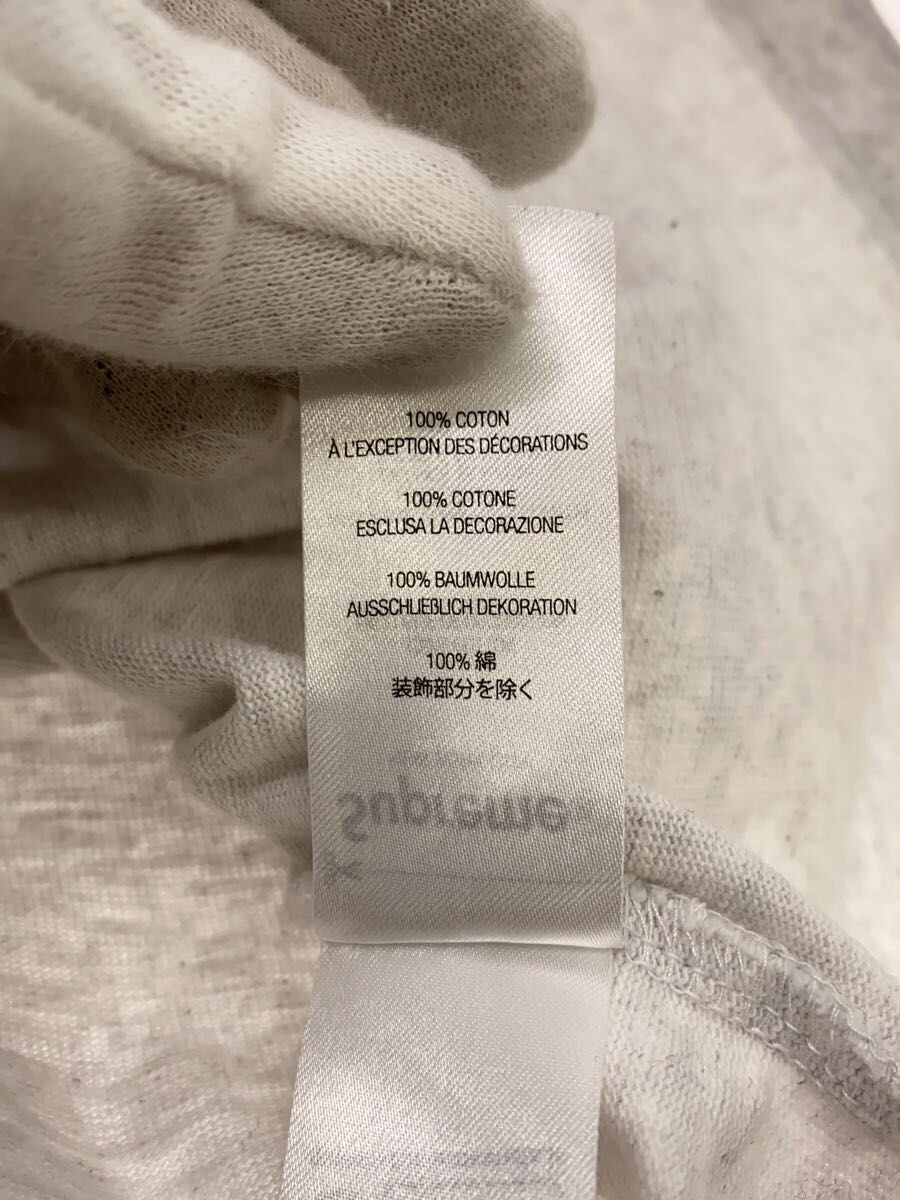 100% COTON
À L'EXCEPTION DES DÉCORATIONS
100% COTONE
ESCLUSA LA DECORAZIONE
100% BAUMWOLLE
AUSSCHLIEßLICH DEKORATION
100% 綿
装飾部分を除く
Supreme®